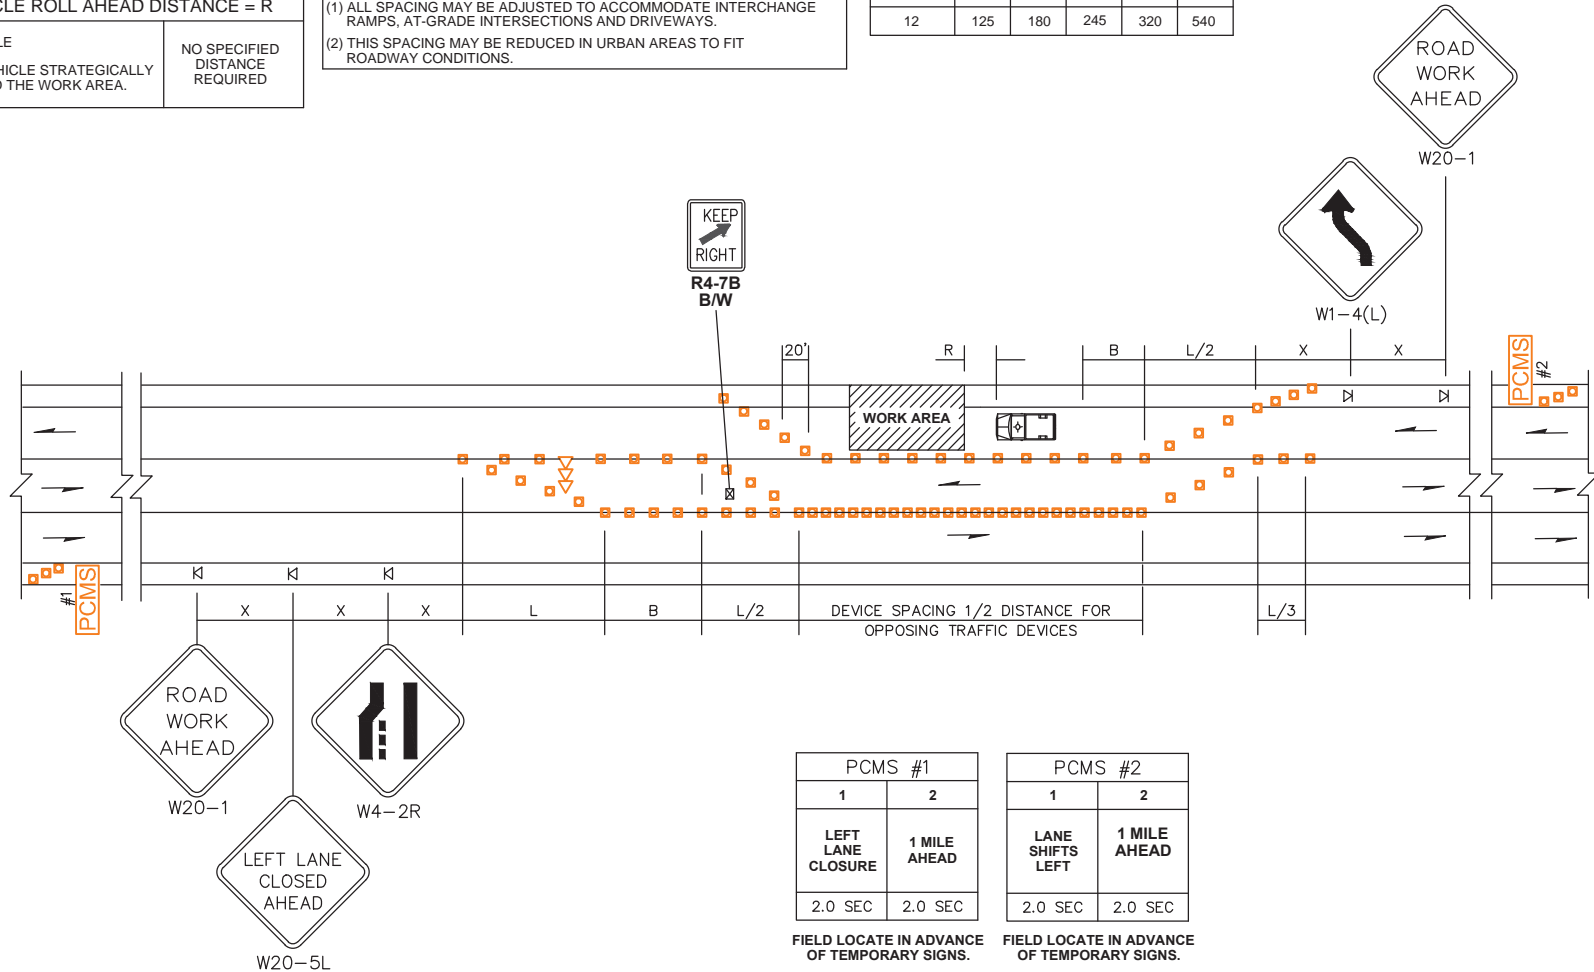 CLE ROLL AHEAD DISTANCE = R
LE
HICLE STRATEGICALLY
O THE WORK AREA.
NO SPECIFIED
DISTANCE
REQUIRED
(1) ALL SPACING MAY BE ADJUSTED TO ACCOMMODATE INTERCHANGE
RAMPS, AT-GRADE INTERSECTIONS AND DRIVEWAYS.
(2) THIS SPACING MAY BE REDUCED IN URBAN AREAS TO FIT
ROADWAY CONDITIONS.
12 125 180 245 320 540
ROAD
WORK
AHEAD
W20-1
W1-4(L)
KEEP
RIGHT
R4-7B
B/W
20' R B L/2 X X
PCMS
#2
WORK AREA
PCMS
#1
X X X L B L/2 DEVICE SPACING 1/2 DISTANCE FOR
OPPOSING TRAFFIC DEVICES
L/3
ROAD
WORK
AHEAD
W20-1
W4-2R
LEFT LANE
CLOSED
AHEAD
W20-5L
PCMS #1
1 2
LEFT
LANE
CLOSURE
1 MILE
AHEAD
2.0 SEC 2.0 SEC
FIELD LOCATE IN ADVANCE
OF TEMPORARY SIGNS.
PCMS #2
1 2
LANE
SHIFTS
LEFT
1 MILE
AHEAD
2.0 SEC 2.0 SEC
FIELD LOCATE IN ADVANCE
OF TEMPORARY SIGNS.